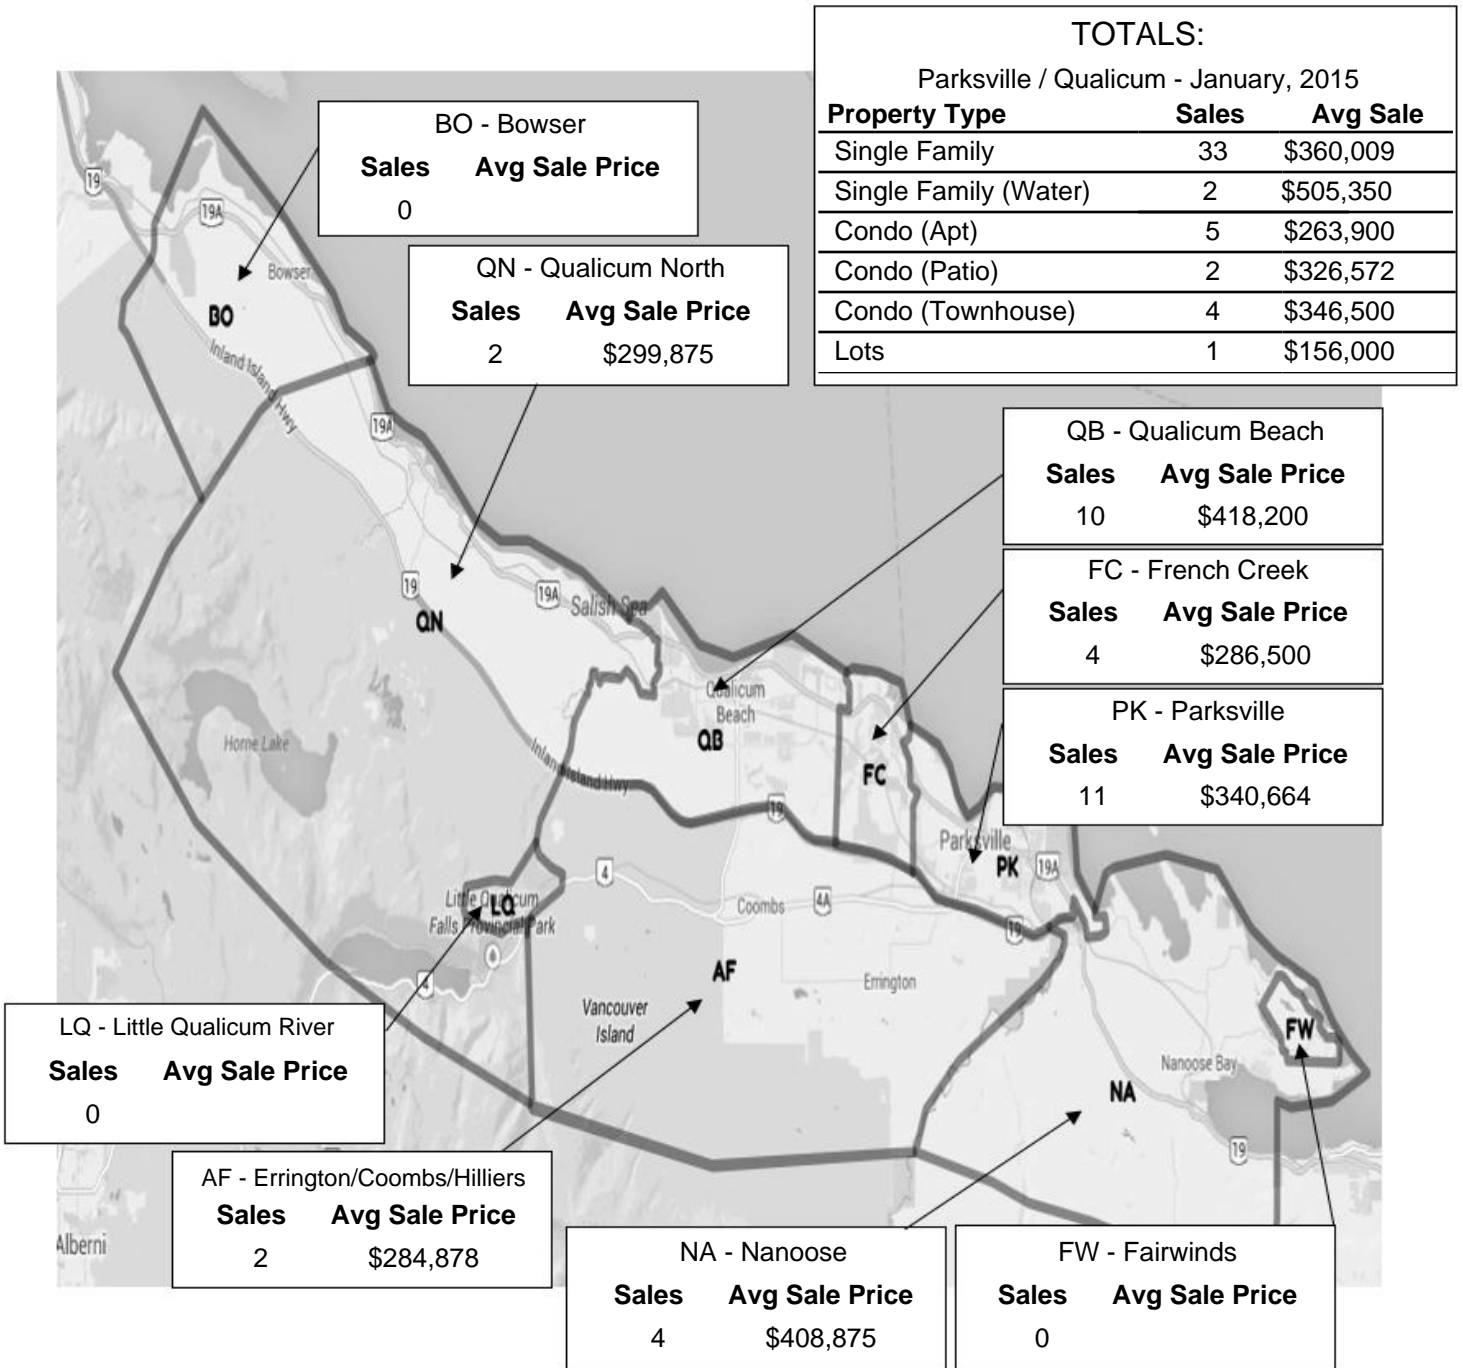 TOTALS:
Parksville / Qualicum - January, 2015
Property Type Sales Avg Sale
Single Family 33 $360,009
Single Family (Water) 2 $505,350
Condo (Apt) 5 $263,900
Condo (Patio) 2 $326,572
Condo (Townhouse) 4 $346,500
Lots 1 $156,000
BO - Bowser
Sales Avg Sale Price
0
QN - Qualicum North
Sales Avg Sale Price
2 $299,875
QB - Qualicum Beach
Sales Avg Sale Price
10 $418,200
FC - French Creek
Sales Avg Sale Price
4 $286,500
PK - Parksville
Sales Avg Sale Price
11 $340,664
LQ - Little Qualicum River
Sales Avg Sale Price
0
AF - Errington/Coombs/Hilliers
Sales Avg Sale Price
2 $284,878
NA - Nanoose
Sales Avg Sale Price
4 $408,875
FW - Fairwinds
Sales Avg Sale Price
0
19
19A
Bowser
BO
Inland Island Hwy
19A
19
QN
19A
Salish Sea
Horne Lake
Qualicum
Beach
QB
Inland Island Hwy
FC
19
Parksville
PK
19A
4
Little Qualicum
Falls Provincial Park
LQ
Coombs
4A
19
4
AF
Errington
Vancouver
Island
FW
Nanoose Bay
NA
19
Alberni